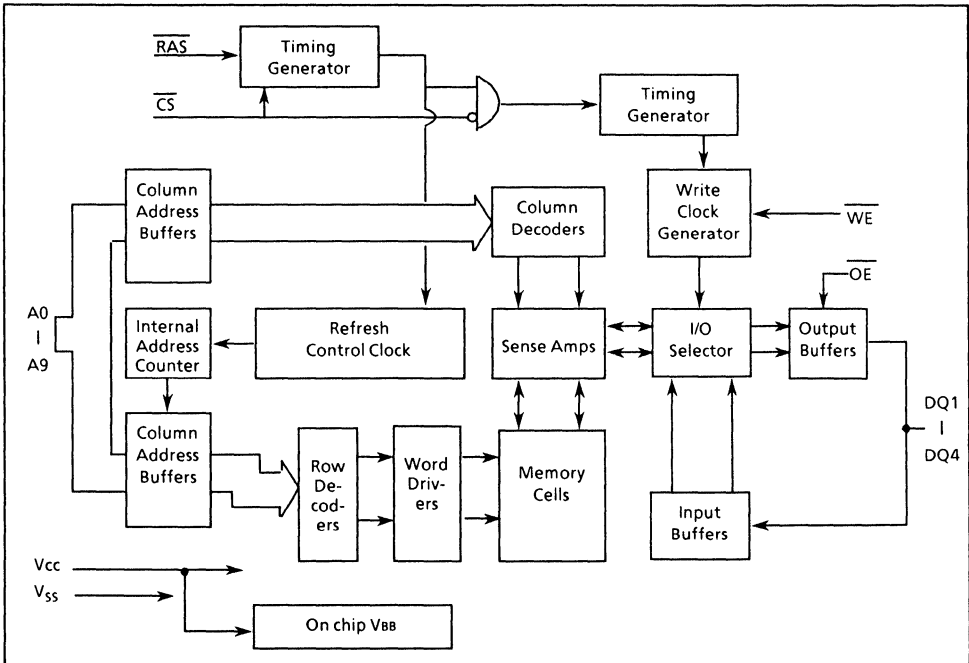 RAS
Timing
Generator
CS
Timing
Generator
Column
Address
Buffers
Column
Decoders
Write
Clock
Generator
WE
OE
A0
|
A9
Internal
Address
Counter
Refresh
Control Clock
Sense Amps
I/O
Selector
Output
Buffers
DQ1
|
DQ4
Column
Address
Buffers
Row
De-
cod-
ers
Word
Driv-
ers
Memory
Cells
Input
Buffers
Vcc
VSS
On chip VBB